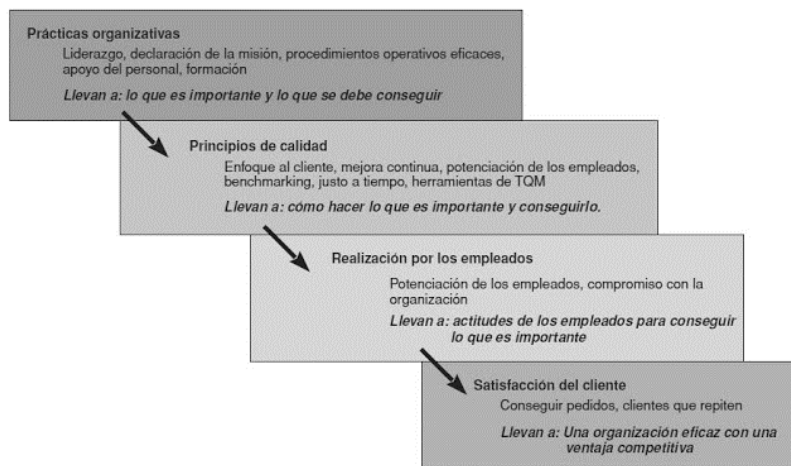 Prácticas organizativas
Liderazgo, declaración de la misión, procedimientos operativos eficaces,
apoyo del personal, formación
Llevan a: lo que es importante y lo que se debe conseguir
Principios de calidad
Enfoque al cliente, mejora continua, potenciación de los empleados,
benchmarking, justo a tiempo, herramientas de TQM
Llevan a: cómo hacer lo que es importante y conseguirlo.
Realización por los empleados
Potenciación de los empleados, compromiso con la
organización
Llevan a: actitudes de los empleados para conseguir
lo que es importante
Satisfacción del cliente
Conseguir pedidos, clientes que repiten
Llevan a: Una organización eficaz con una
ventaja competitiva